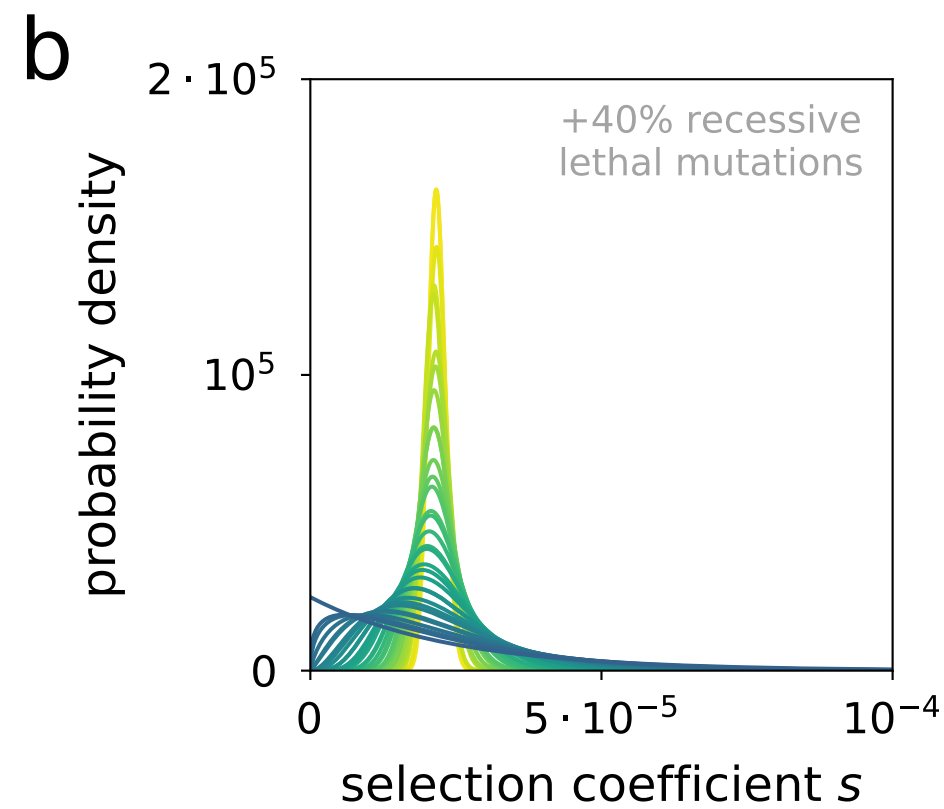 b
2·10⁵
+40% recessive
lethal mutations
probability density
10⁵
0
0 5·10⁻⁵ 10⁻⁴
selection coefficient s